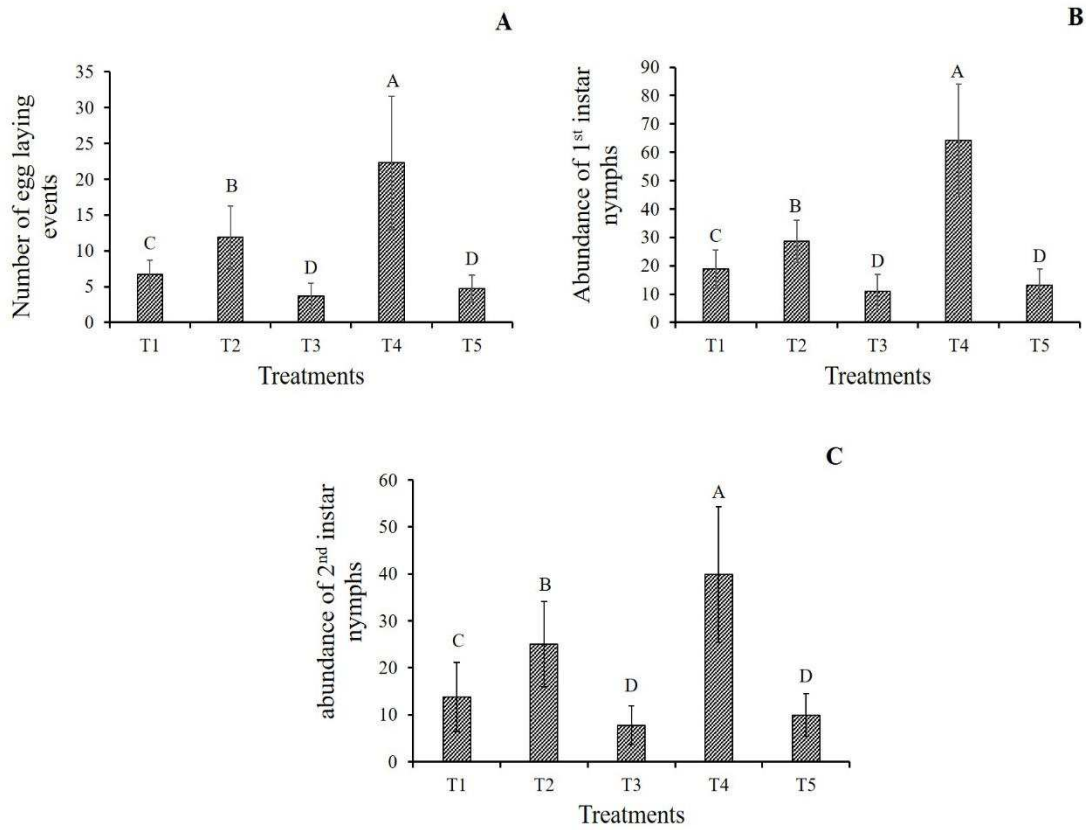 A
Number of egg laying
events
35
30
25
20
15
10
5
0
C
B
D
A
D
T1 T2 T3 T4 T5
Treatments
B
Abundance of 1st instar
nymphs
90
80
70
60
50
40
30
20
10
0
C
B
D
A
D
T1 T2 T3 T4 T5
Treatments
C
abundance of 2nd instar
nymphs
60
50
40
30
20
10
0
C
B
D
A
D
T1 T2 T3 T4 T5
Treatments